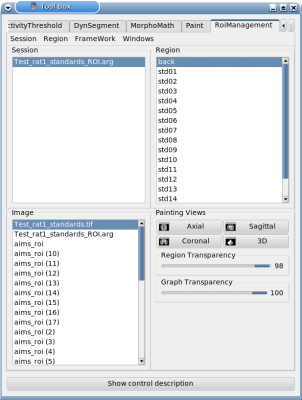 Tool Box
ctivityThreshold DynSegment MorphoMath Paint RoiManagement
Session Region FrameWork Windows
Session
Test_rat1_standards_ROI.arg
Region
back
std01
std02
std03
std04
std05
std06
std07
std08
std09
std10
std11
std12
std13
std14
Image
Test_rat1_standards.tif
Test_rat1_standards_ROI.arg
aims_roi
aims_roi (10)
aims_roi (11)
aims_roi (12)
aims_roi (13)
aims_roi (14)
aims_roi (15)
aims_roi (16)
aims_roi (17)
aims_roi (2)
aims_roi (3)
aims_roi (4)
aims_roi (5)
Painting Views
Axial Sagittal
Coronal 3D
Region Transparency
98
Graph Transparency
100
Show control description